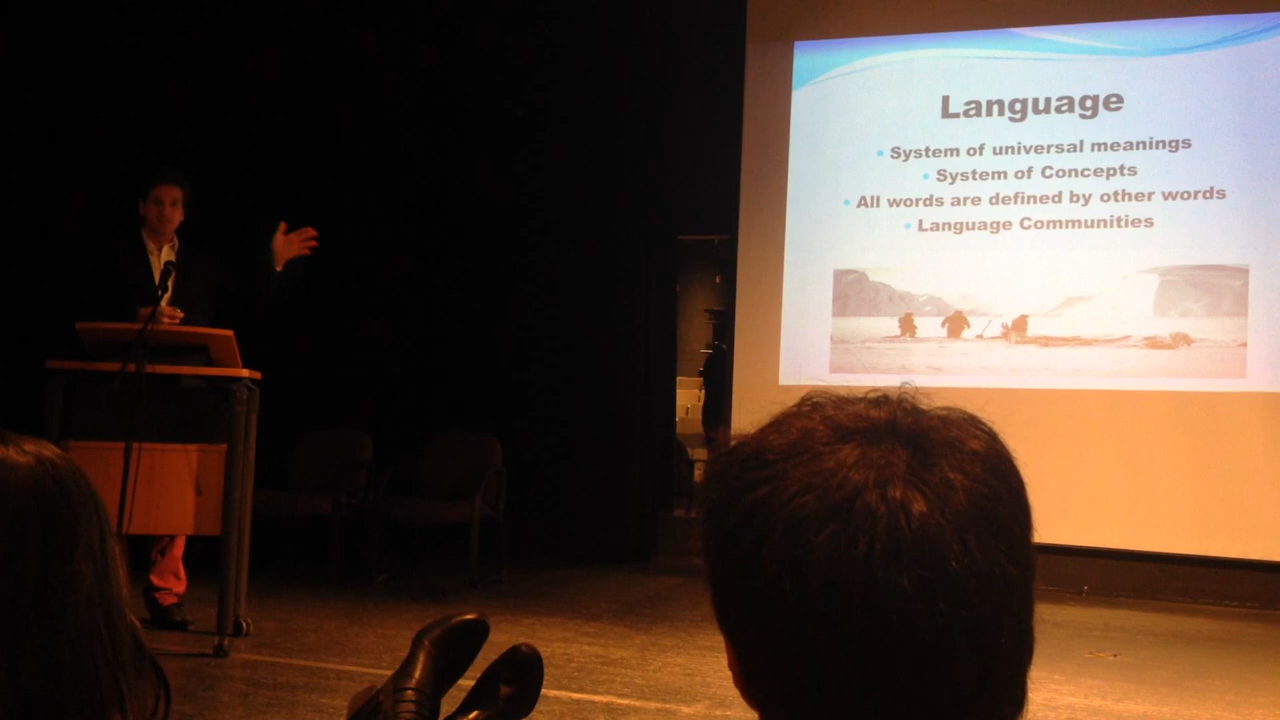 Language
• System of universal meanings
• System of Concepts
• All words are defined by other words
• Language Communities